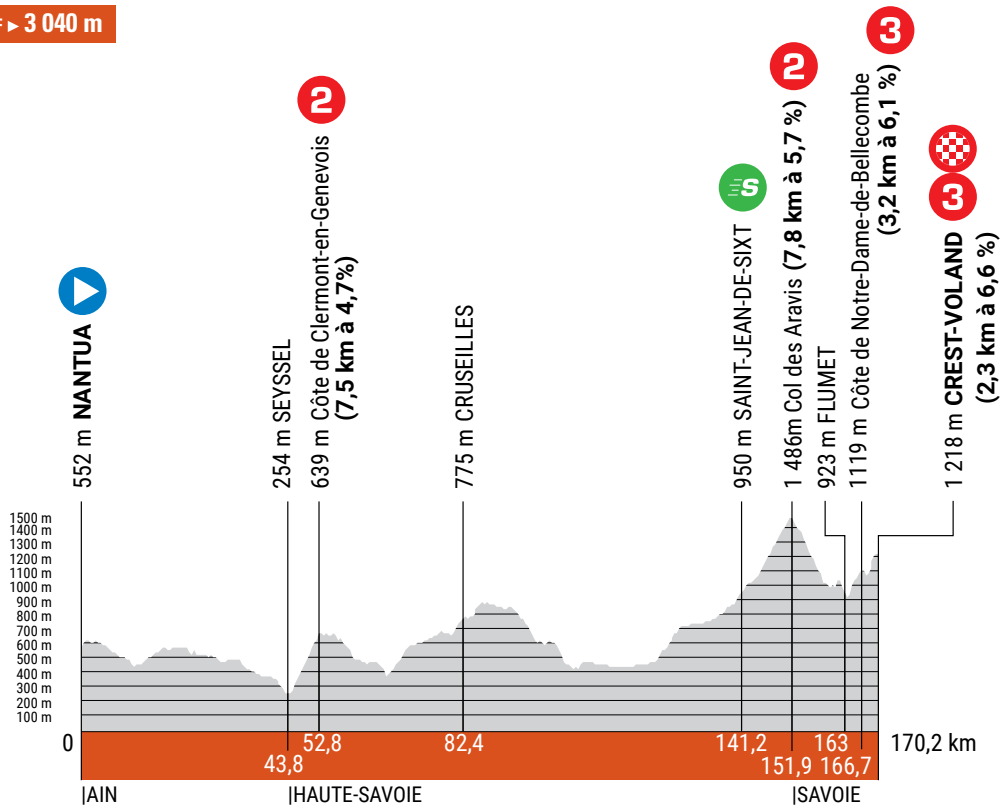 ▸ 3 040 m
2
3
2
3
S
552 m NANTUA
254 m SEYSSEL
639 m Côte de Clermont-en-Genevois
(7,5 km à 4,7%)
775 m CRUSEILLES
950 m SAINT-JEAN-DE-SIXT
1 486m Col des Aravis (7,8 km à 5,7 %)
923 m FLUMET
1119 m Côte de Notre-Dame-de-Bellecombe
(3,2 km à 6,1 %)
1 218 m CREST-VOLAND
(2,3 km à 6,6 %)
1500 m
1400 m
1300 m
1200 m
1100 m
1000 m
900 m
800 m
700 m
600 m
500 m
400 m
300 m
200 m
100 m
0 52,8 82,4 141,2 163 170,2 km
43,8 151,9 166,7
|AIN |HAUTE-SAVOIE |SAVOIE